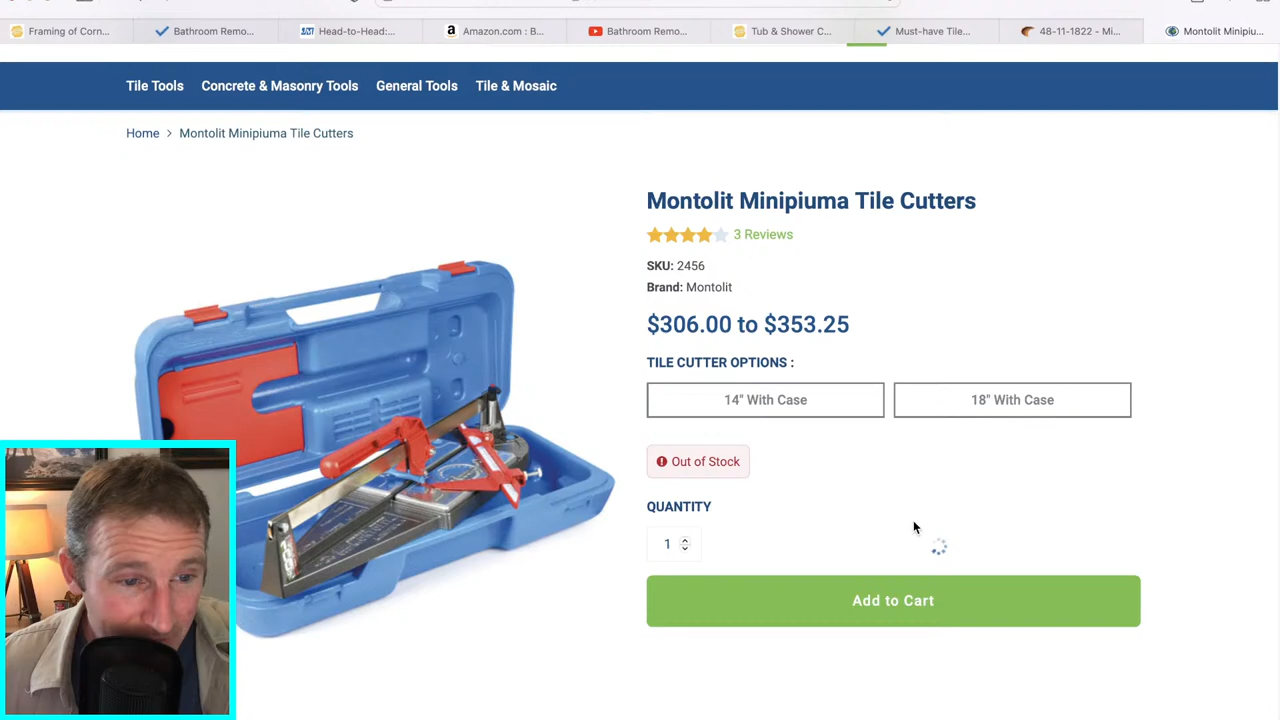 Framing of Corn...
Bathroom Remo...
Head-to-Head:...
Amazon.com : B...
Bathroom Remo...
Tub & Shower C...
Must-have Tile...
48-11-1822 - Mi...
Montolit Minipiu...
Tile Tools
Concrete & Masonry Tools
General Tools
Tile & Mosaic
Home > Montolit Minipiuma Tile Cutters
Montolit Minipiuma Tile Cutters
3 Reviews
SKU: 2456
Brand: Montolit
$306.00 to $353.25
TILE CUTTER OPTIONS :
14" With Case
18" With Case
Out of Stock
QUANTITY
1
Add to Cart